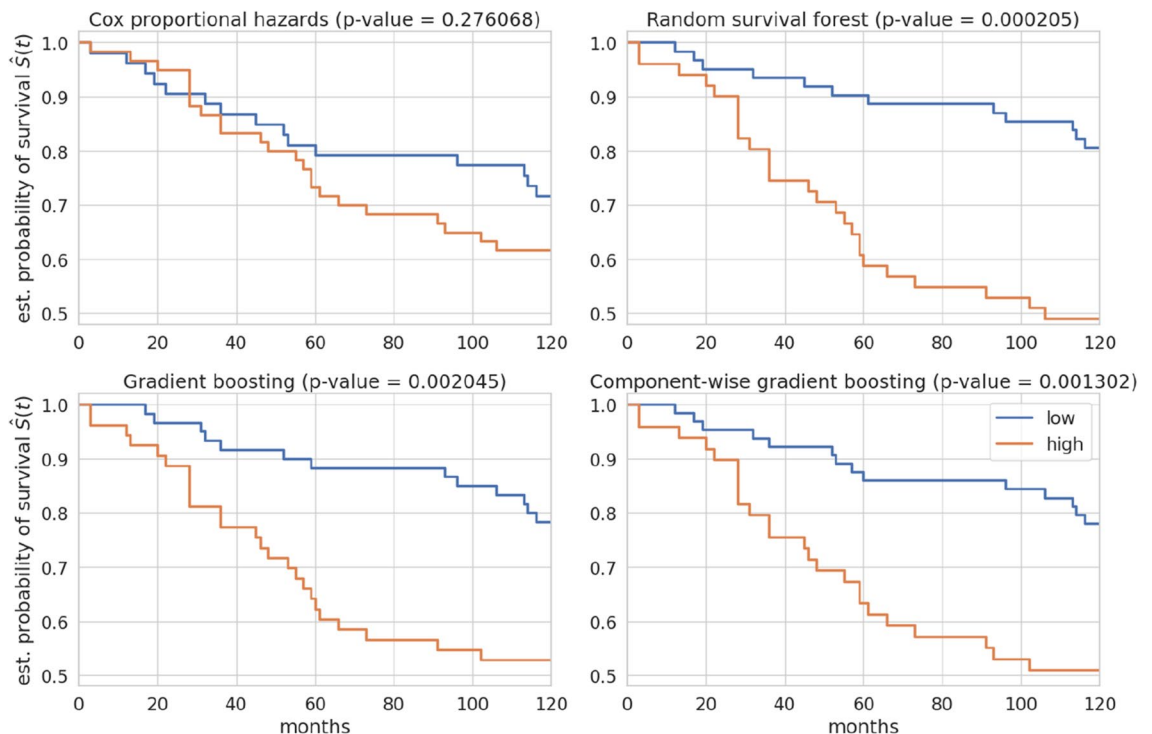 Cox proportional hazards (p-value = 0.276068)
est. probability of survival Ŝ(t)
1.0
0.9
0.8
0.7
0.6
0.5
0 20 40 60 80 100 120
Random survival forest (p-value = 0.000205)
1.0
0.9
0.8
0.7
0.6
0.5
0 20 40 60 80 100 120
Gradient boosting (p-value = 0.002045)
est. probability of survival Ŝ(t)
1.0
0.9
0.8
0.7
0.6
0.5
0 20 40 60 80 100 120
months
Component-wise gradient boosting (p-value = 0.001302)
low
high
1.0
0.9
0.8
0.7
0.6
0.5
0 20 40 60 80 100 120
months